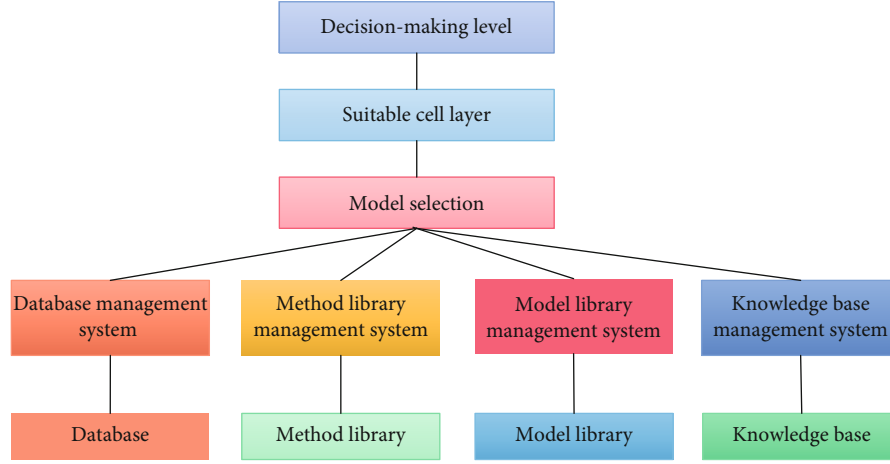 Decision-making level
Suitable cell layer
Model selection
Database management
system
Method library
management system
Model library
management system
Knowledge base
management system
Database
Method library
Model library
Knowledge base